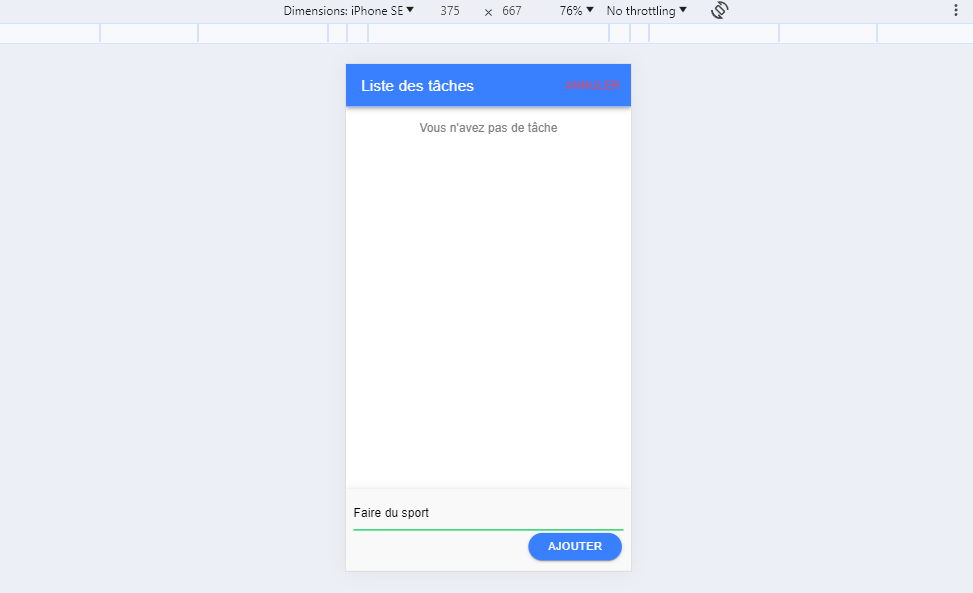 Dimensions: iPhone SE 375 × 667 76% No throttling
Liste des tâches ANNULER
Vous n'avez pas de tâche
Faire du sport
AJOUTER